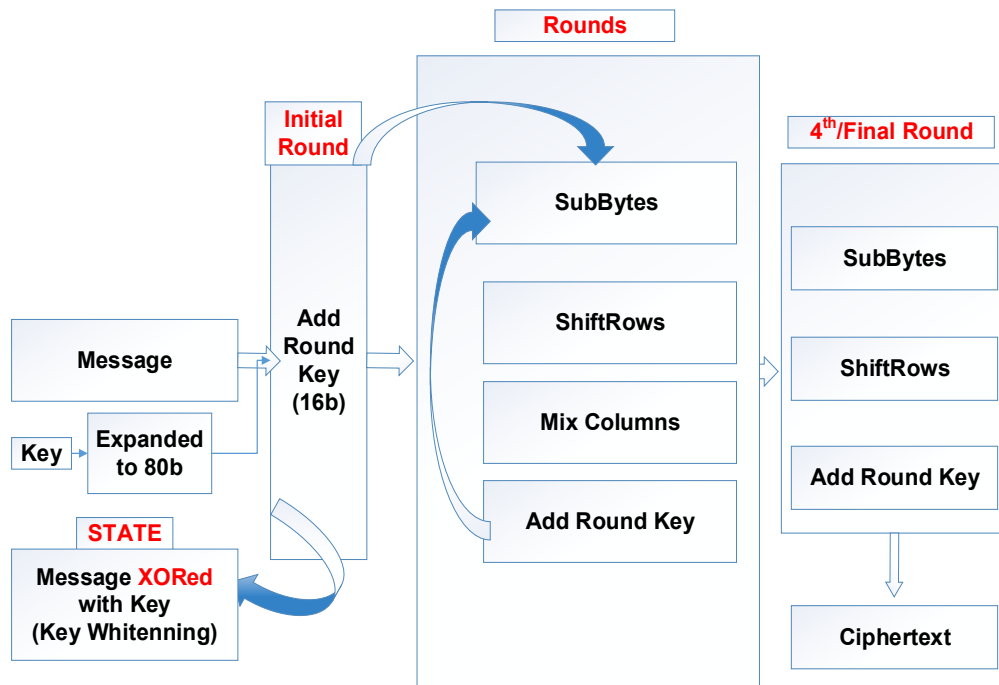 Rounds
Initial
Round
4th/Final Round
SubBytes
SubBytes
ShiftRows
Add
Round
Key
(16b)
Message
ShiftRows
Mix Columns
Key
Expanded
to 80b
Add Round Key
Add Round Key
STATE
Message XORed
with Key
(Key Whitenning)
Ciphertext